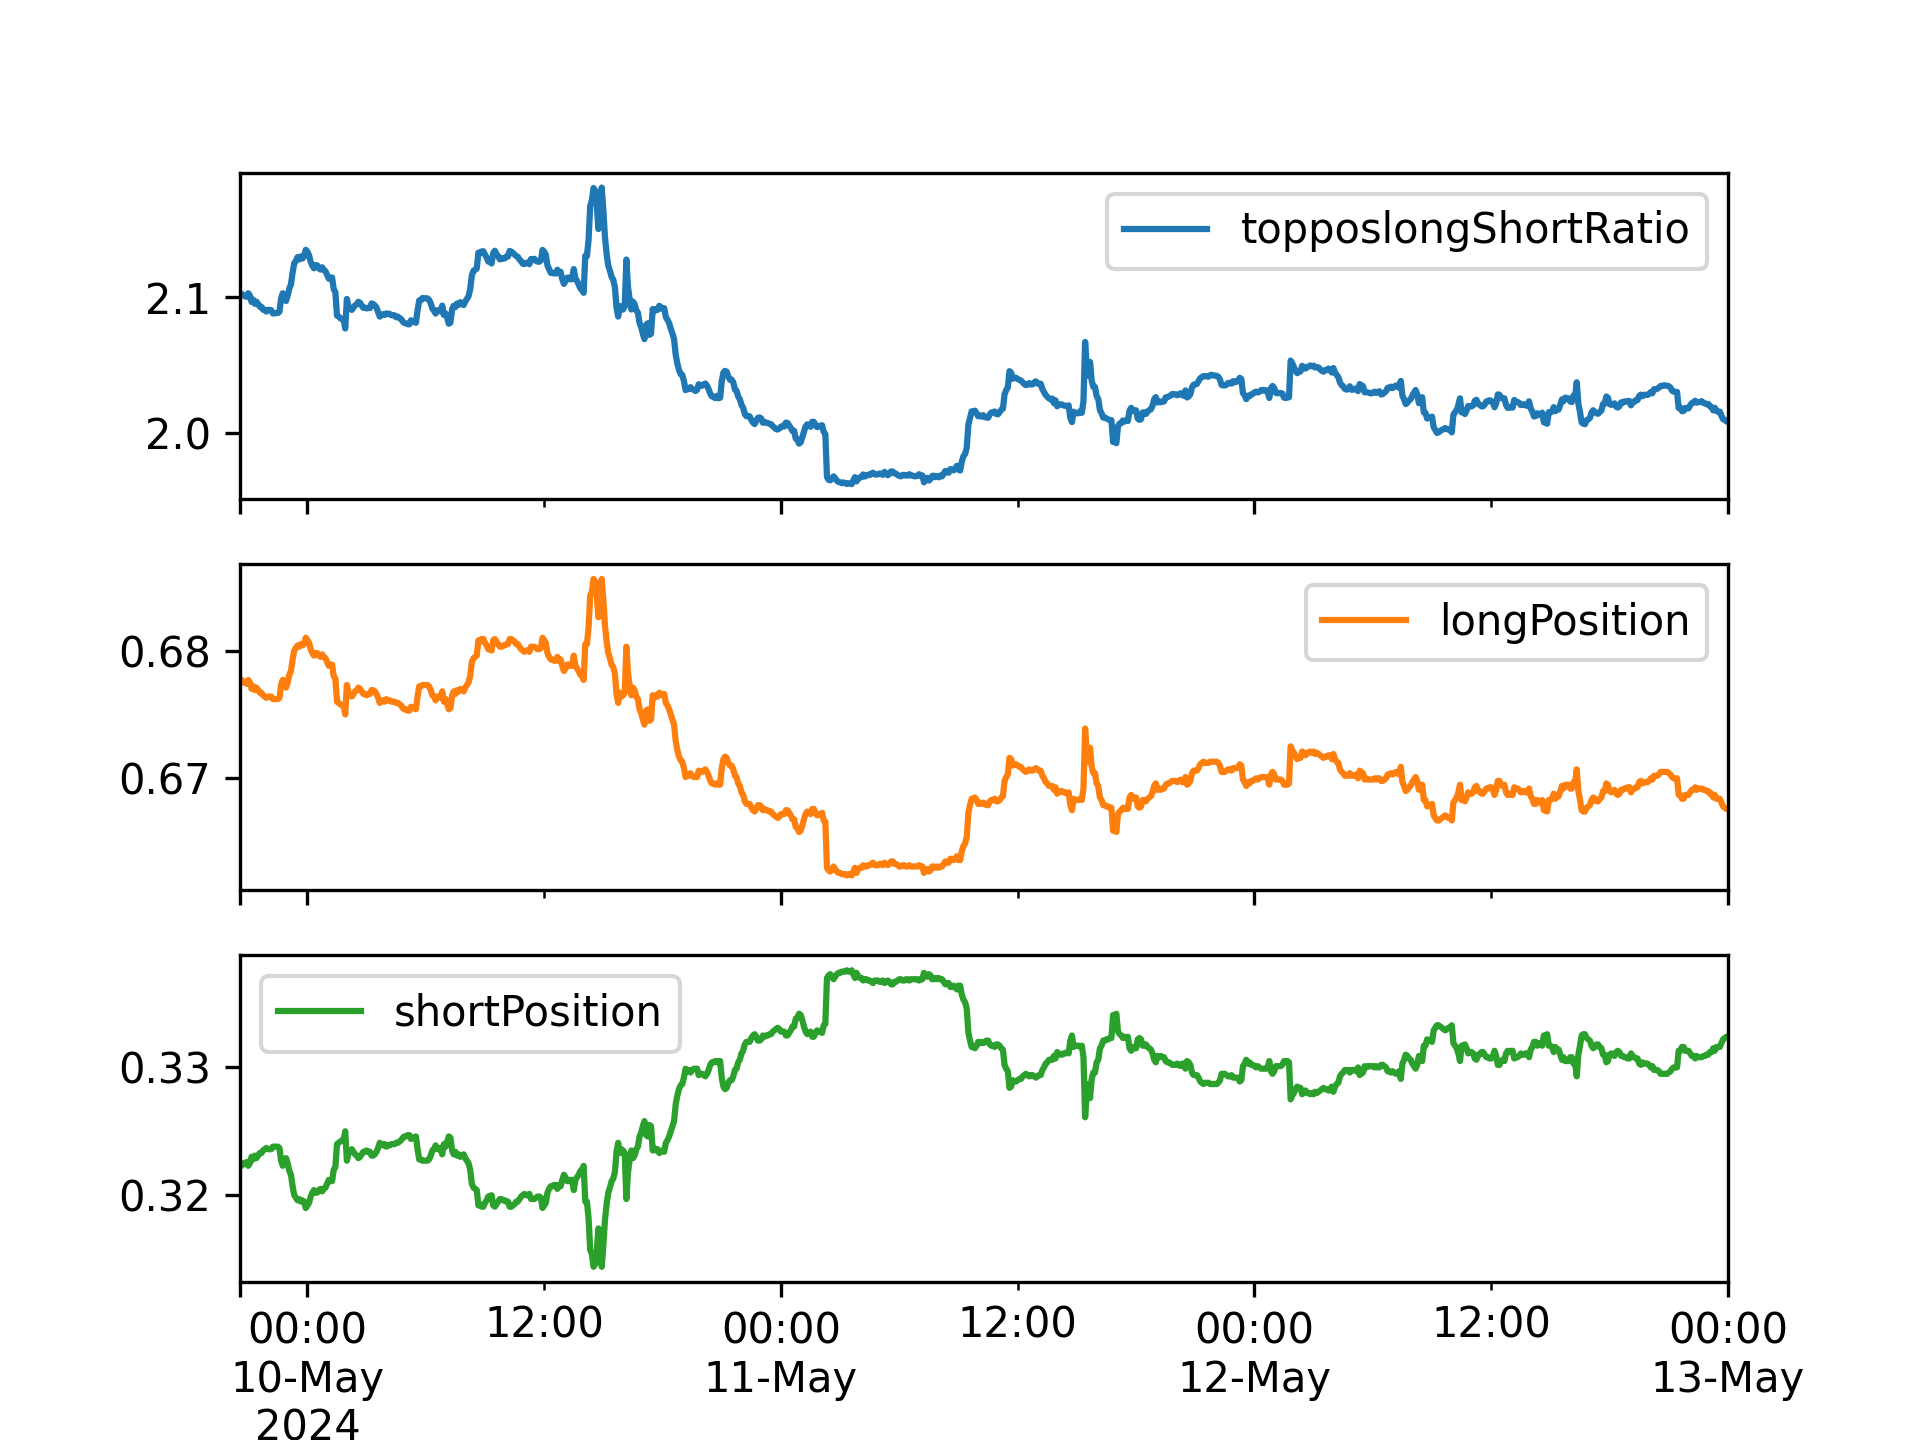 topposlongShortRatio
2.1
2.0
longPosition
0.68
0.67
shortPosition
0.33
0.32
00:00 12:00 00:00 12:00 00:00 12:00 00:00
10-May 11-May 12-May 13-May
2024